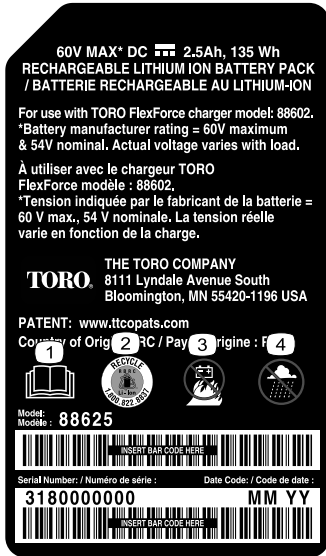 60V MAX* DC 2.5Ah, 135 Wh
RECHARGEABLE LITHIUM ION BATTERY PACK
/ BATTERIE RECHARGEABLE AU LITHIUM-ION
For use with TORO FlexForce charger model: 88602.
*Battery manufacturer rating = 60V maximum
& 54V nominal. Actual voltage varies with load.
À utiliser avec le chargeur TORO
FlexForce modèle : 88602.
*Tension indiquée par le fabricant de la batterie =
60 V max., 54 V nominale. La tension réelle
varie en fonction de la charge.
TORO®
THE TORO COMPANY
8111 Lyndale Avenue South
Bloomington, MN 55420-1196 USA
PATENT: www.ttcopats.com
of RC / : 
1 2 3 4
RECYCLE
RBRC
Li-Ion
1.800.822.8837
Model:
Modèle : 88625
INSERT BAR CODE HERE
Serial Number: / Numéro de série : Date Code: / Code de date :
3180000000 MM YY
INSERT BAR CODE HERE